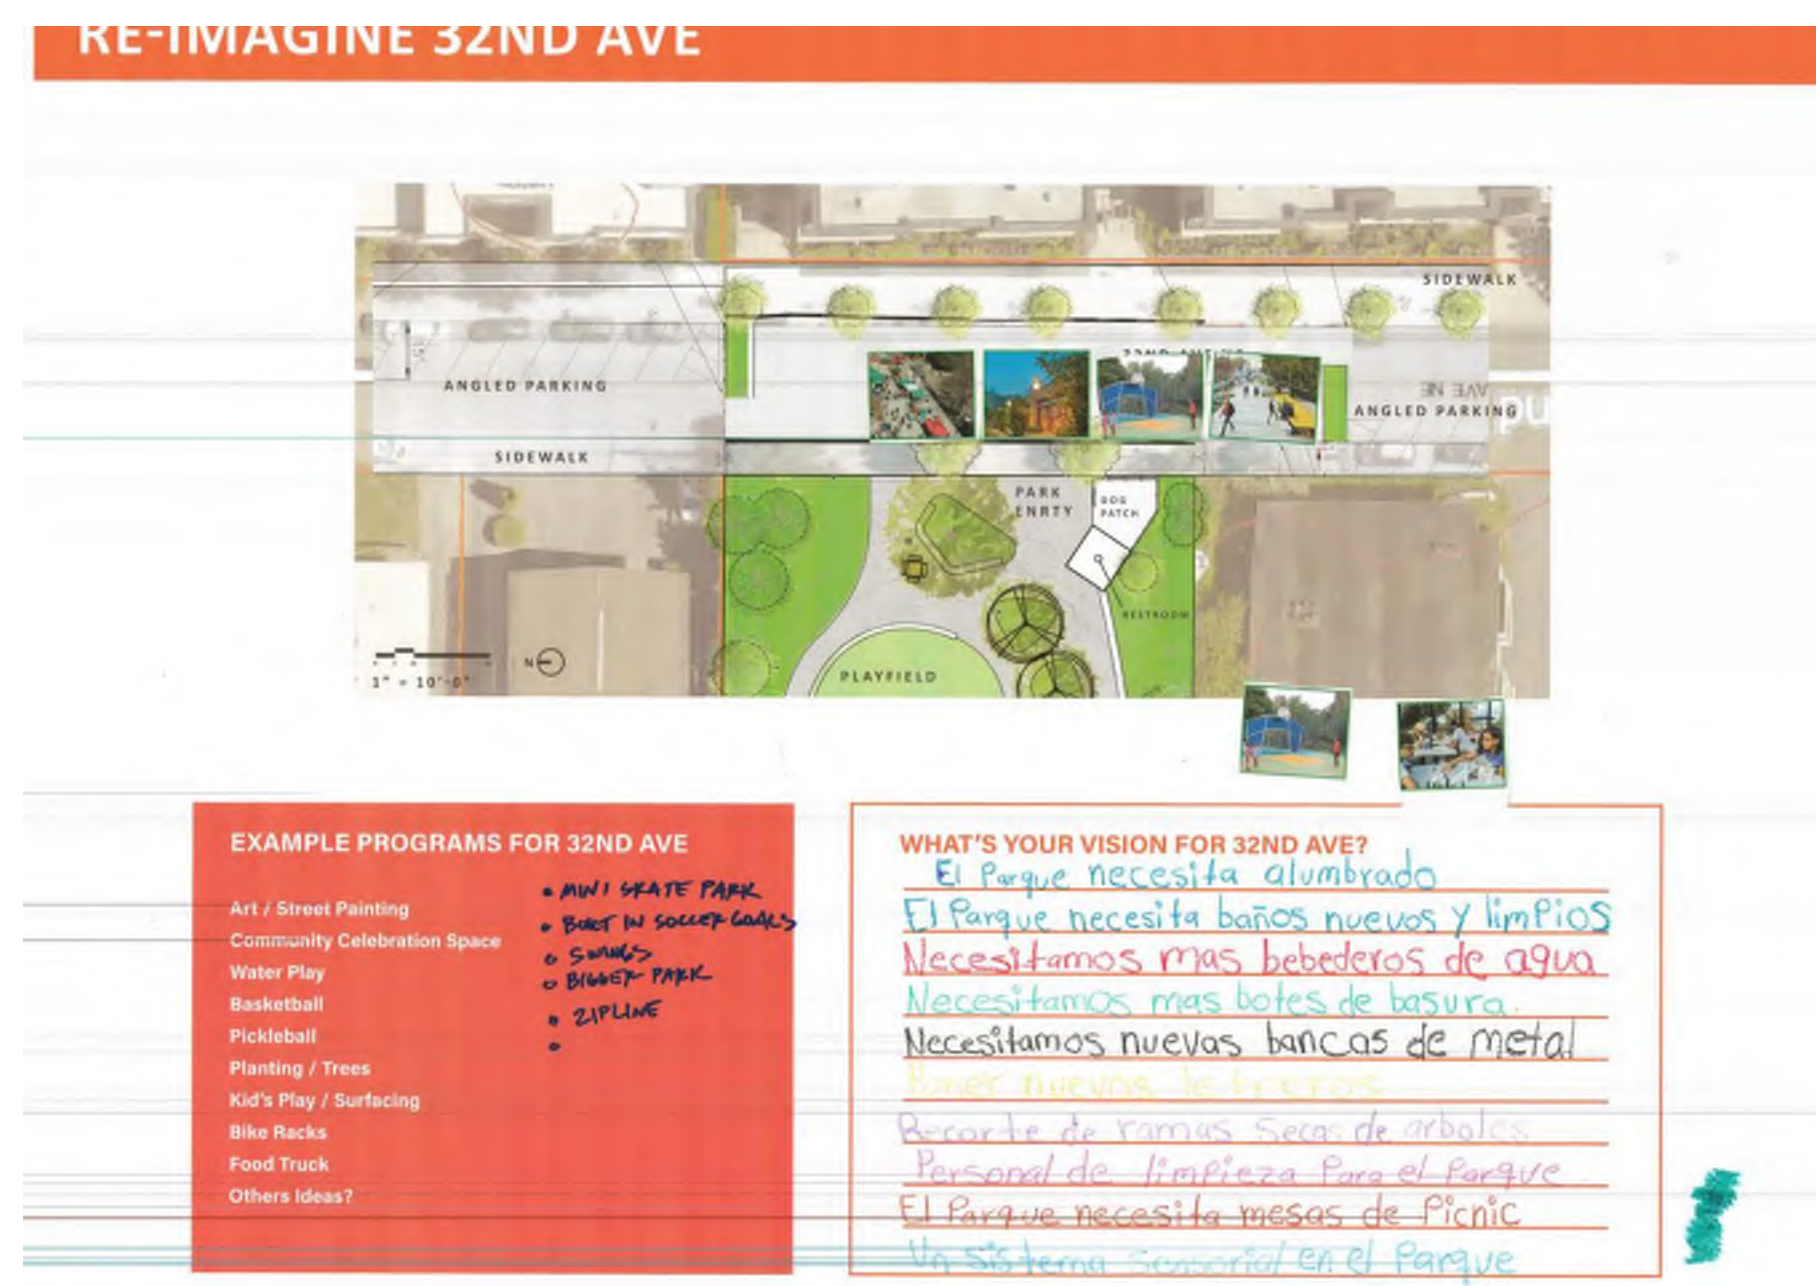 RE-IMAGINE 32ND AVE
SIDEWALK
ANGLED PARKING
AVE NE
ANGLED PARKING
SIDEWALK
PARK
ENRTY
DOG
PATCH
RESTROOM
PLAYFIELD
N
1" = 10'-0"
EXAMPLE PROGRAMS FOR 32ND AVE
Art / Street Painting
Community Celebration Space
Water Play
Basketball
Pickleball
Planting / Trees
Kid's Play / Surfacing
Bike Racks
Food Truck
Others Ideas?
• MINI SKATE PARK
• BUILT IN SOCCER GOALS
• SWINGS
• BIGGER PARK
• ZIPLINE
•
WHAT'S YOUR VISION FOR 32ND AVE?
El Parque necesita alumbrado
El Parque necesita baños nuevos y limpios
Necesitamos mas bebederos de agua
Necesitamos mas botes de basura.
Necesitamos nuevas bancas de metal
nuevos letreros
Recorte de ramas secas de arboles
Personal de limpieza Para el Parque
El Parque necesita mesas de Picnic
Un sistema sensorial en el Parque